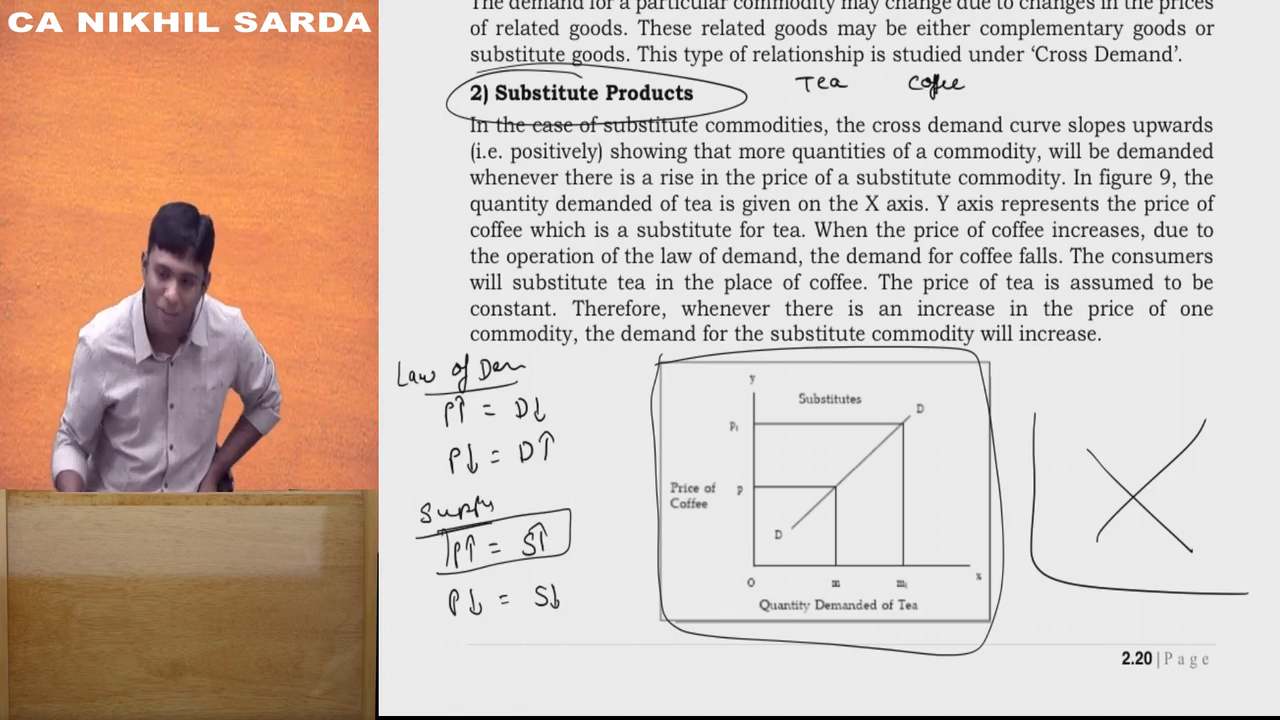 CA NIKHIL SARDA
The demand for a particular commodity may change due to changes in the prices
of related goods. These related goods may be either complementary goods or
substitute goods. This type of relationship is studied under ‘Cross Demand’.
2) Substitute Products
Tea Coffee
In the case of substitute commodities, the cross demand curve slopes upwards
(i.e. positively) showing that more quantities of a commodity, will be demanded
whenever there is a rise in the price of a substitute commodity. In figure 9, the
quantity demanded of tea is given on the X axis. Y axis represents the price of
coffee which is a substitute for tea. When the price of coffee increases, due to
the operation of the law of demand, the demand for coffee falls. The consumers
will substitute tea in the place of coffee. The price of tea is assumed to be
constant. Therefore, whenever there is an increase in the price of one
commodity, the demand for the substitute commodity will increase.
Law of Dem
P↑ = D↓
P↓ = D↑
Supply
P↑ = S↑
P↓ = S↓
y
Substitutes
D
P₁
Price of
Coffee
P
D
O
m
m₁
x
Quantity Demanded of Tea
2.20 | P a g e